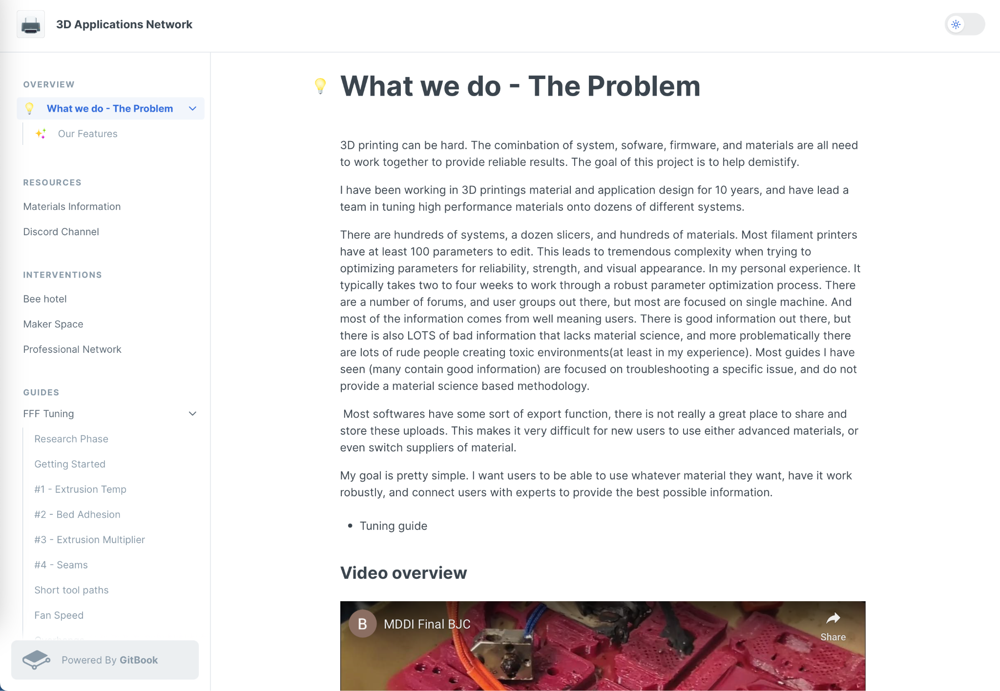 3D Applications Network
OVERVIEW
What we do - The Problem
Our Features
RESOURCES
Materials Information
Discord Channel
INTERVENTIONS
Bee hotel
Maker Space
Professional Network
GUIDES
FFF Tuning
Research Phase
Getting Started
#1 - Extrusion Temp
#2 - Bed Adhesion
#3 - Extrusion Multiplier
#4 - Seams
Short tool paths
Fan Speed
Powered By GitBook
What we do - The Problem
3D printing can be hard. The cominbation of system, sofware, firmware, and materials are all need
to work together to provide reliable results. The goal of this project is to help demistify.
I have been working in 3D printings material and application design for 10 years, and have lead a
team in tuning high performance materials onto dozens of different systems.
There are hundreds of systems, a dozen slicers, and hundreds of materials. Most filament printers
have at least 100 parameters to edit. This leads to tremendous complexity when trying to
optimizing parameters for reliability, strength, and visual appearance. In my personal experience. It
typically takes two to four weeks to work through a robust parameter optimization process. There
are a number of forums, and user groups out there, but most are focused on single machine. And
most of the information comes from well meaning users. There is good information out there, but
there is also LOTS of bad information that lacks material science, and more problematically there
are lots of rude people creating toxic environments(at least in my experience). Most guides I have
seen (many contain good information) are focused on troubleshooting a specific issue, and do not
provide a material science based methodology.
Most softwares have some sort of export function, there is not really a great place to share and
store these uploads. This makes it very difficult for new users to use either advanced materials, or
even switch suppliers of material.
My goal is pretty simple. I want users to be able to use whatever material they want, have it work
robustly, and connect users with experts to provide the best possible information.
• Tuning guide
Video overview
B MDDI Final BJC
Share